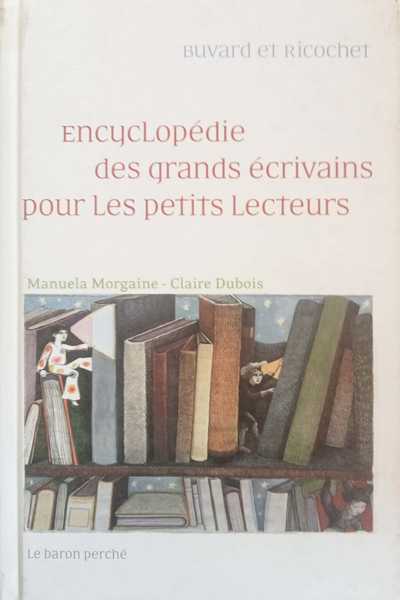 Buvard et Ricochet
Encyclopédie
des grands écrivains
pour les petits lecteurs
Manuela Morgaine - Claire Dubois
Le baron perché